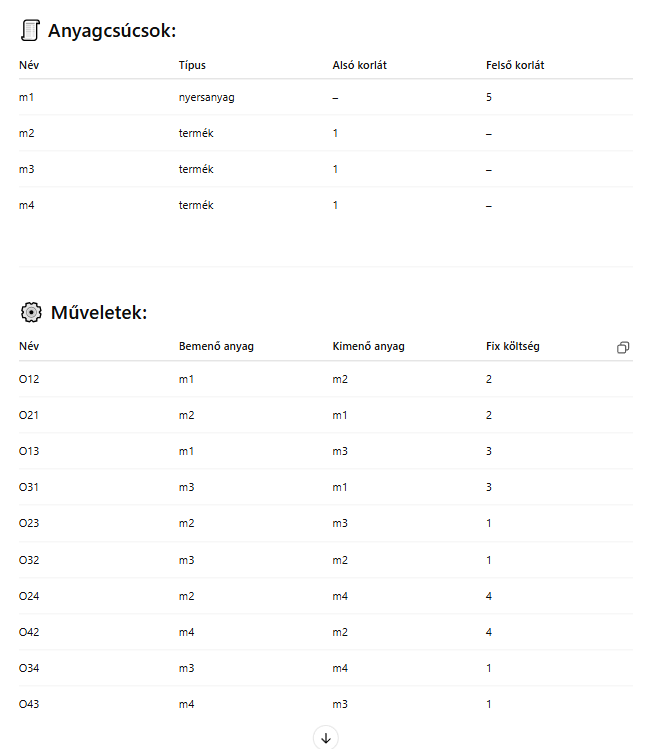 Anyagcsúcsok:
Név Típus Alsó korlát Felső korlát
m1 nyersanyag – 5
m2 termék 1 –
m3 termék 1 –
m4 termék 1 –
Műveletek:
Név Bemenő anyag Kimenő anyag Fix költség
O12 m1 m2 2
O21 m2 m1 2
O13 m1 m3 3
O31 m3 m1 3
O23 m2 m3 1
O32 m3 m2 1
O24 m2 m4 4
O42 m4 m2 4
O34 m3 m4 1
O43 m4 m3 1